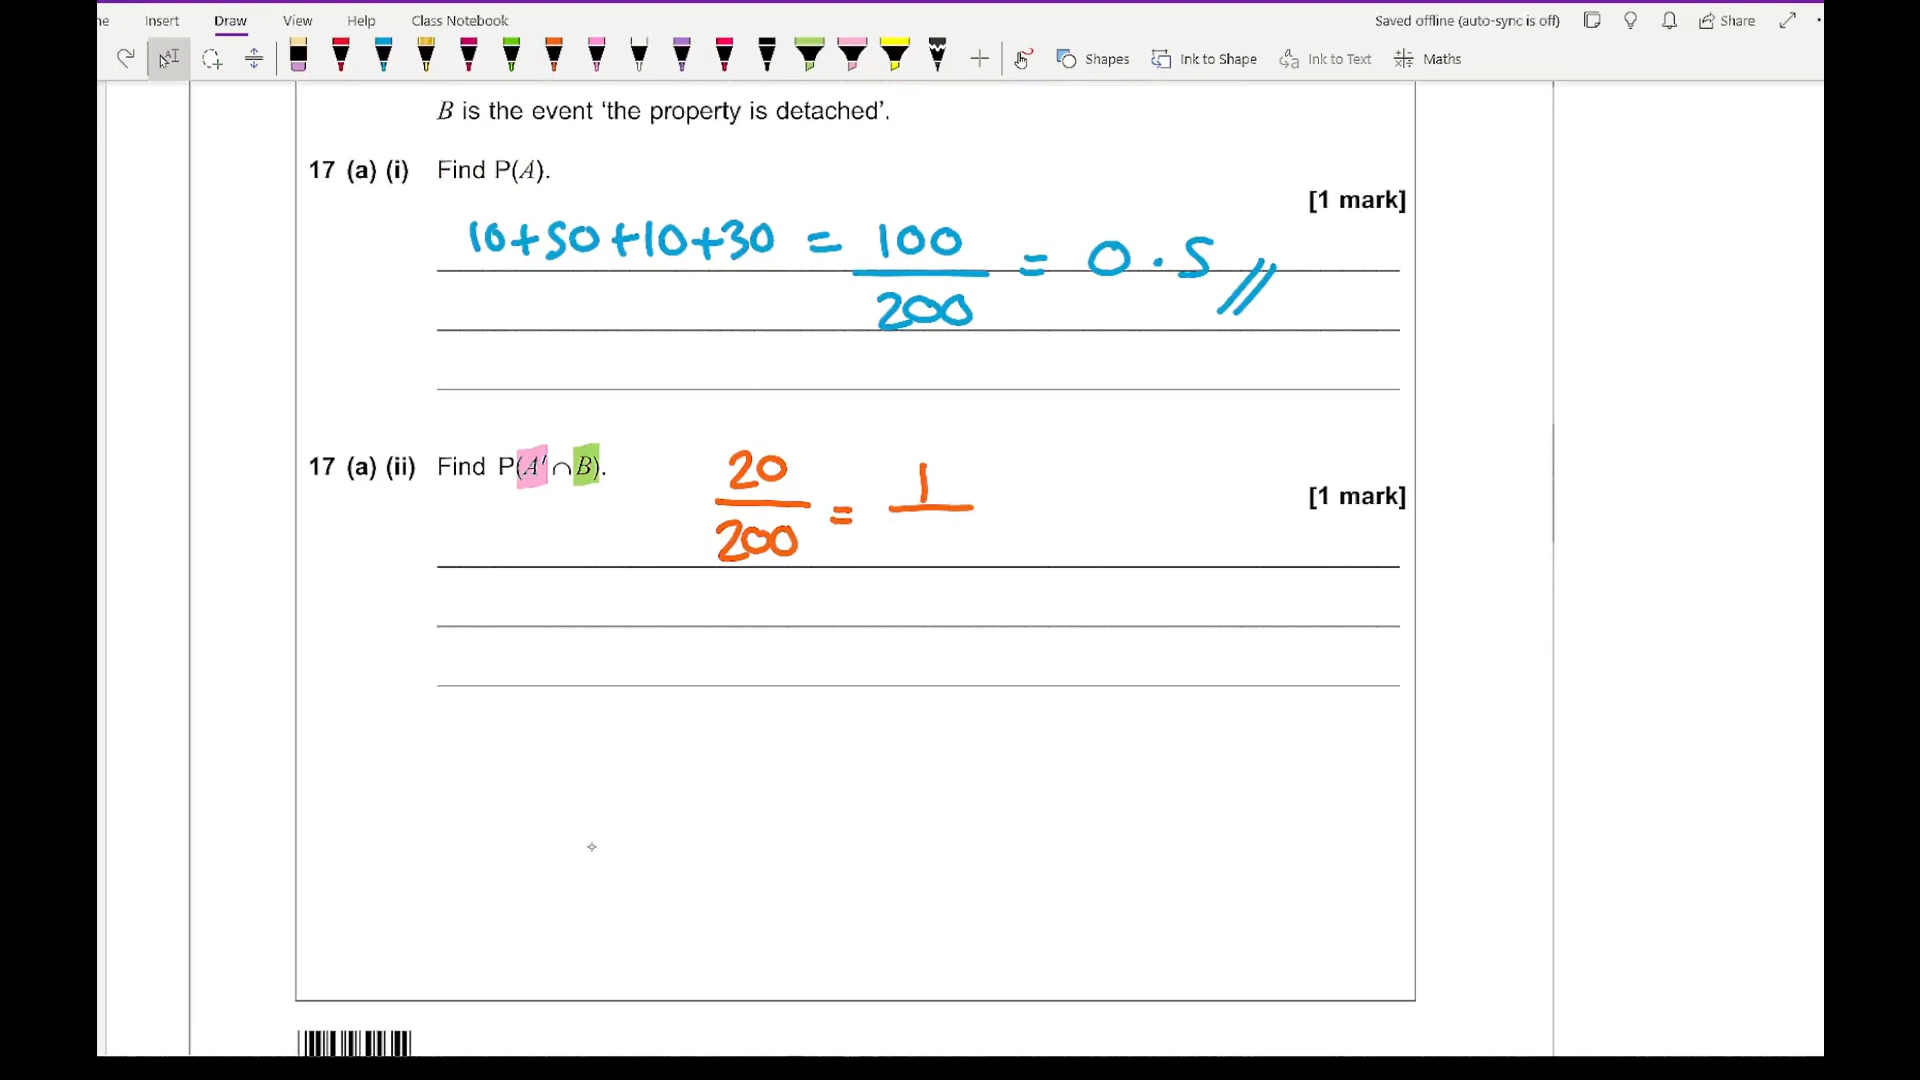 Insert Draw View Help Class Notebook Saved offline (auto-sync is off) Share
Shapes Ink to Shape Ink to Text Maths
B is the event ‘the property is detached’.
17 (a) (i) Find P(A).
[1 mark]
10+50+10+30 = 100/200 = 0.5
17 (a) (ii) Find P(A′∩B).
20/200 = 1/
[1 mark]